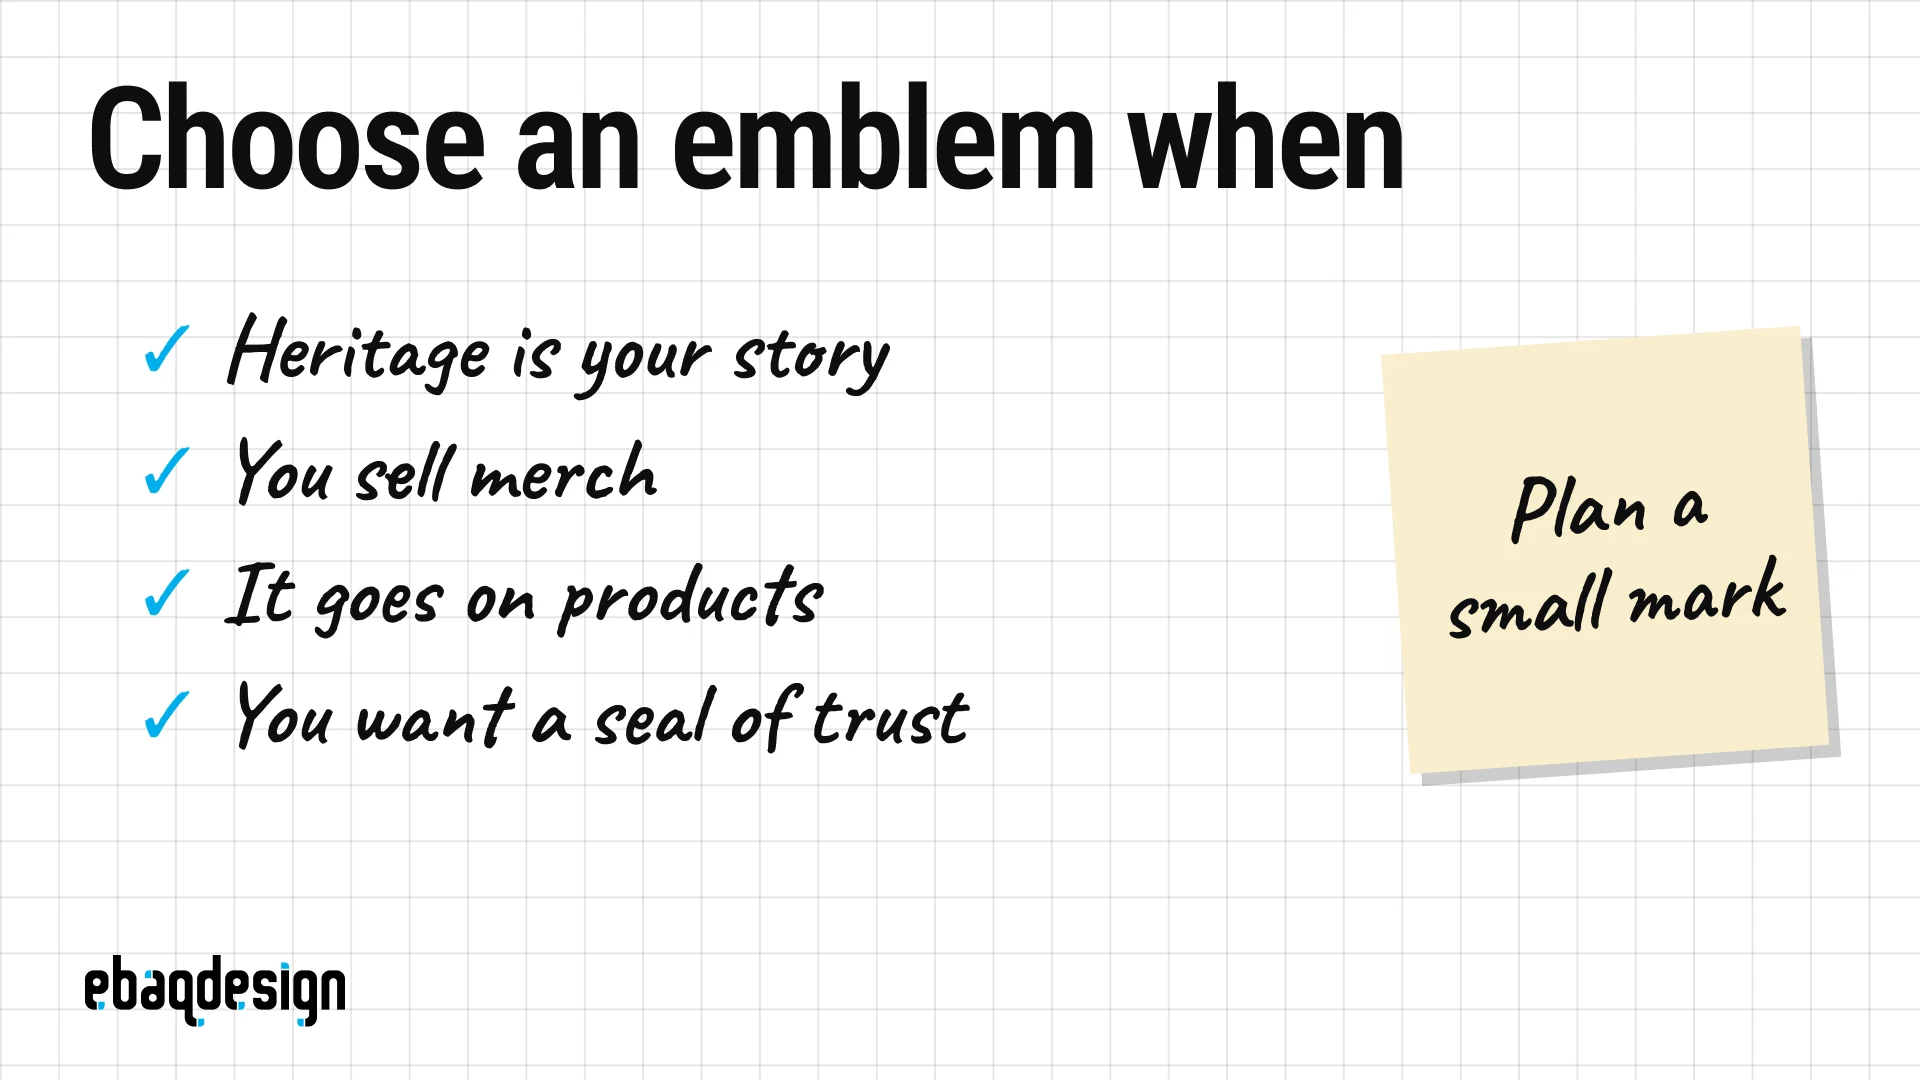 Choose an emblem when
✓ Heritage is your story
✓ You sell merch
✓ It goes on products
✓ You want a seal of trust
Plan a
small mark
ebaqdesign